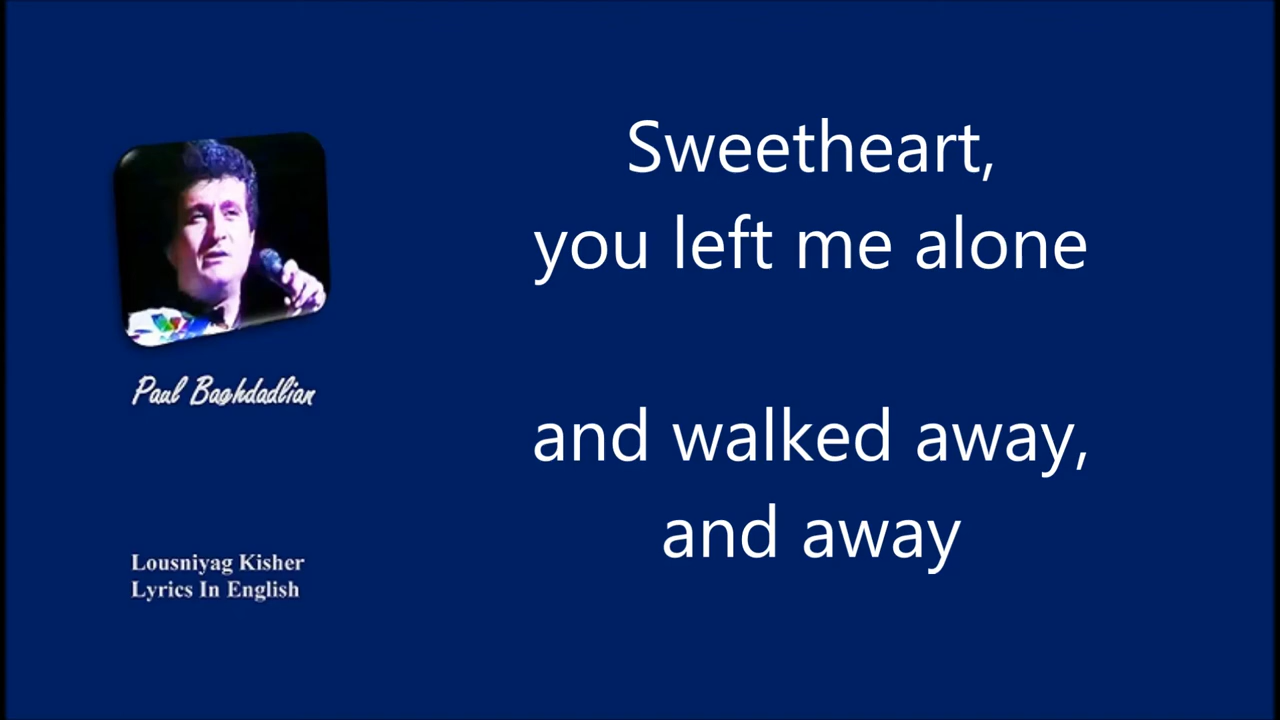 Sweetheart,
you left me alone
and walked away,
and away
Paul Baghdadlian
Lousniyag Kisher
Lyrics In English